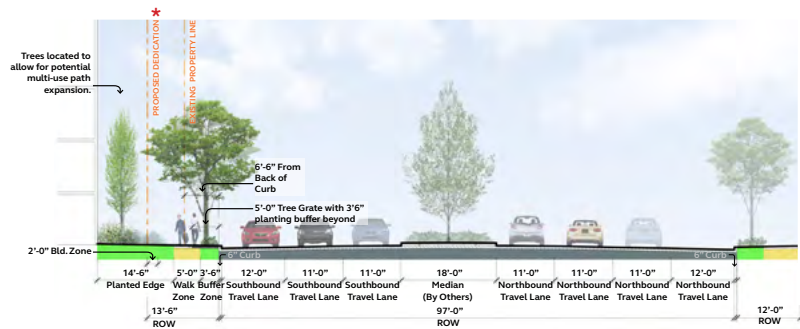 *
PROPOSED DEDICATION
EXISTING PROPERTY LINE
Trees located to
allow for potential
multi-use path
expansion.
6'-6" From
Back of
Curb
5'-0" Tree Grate with 3'6"
planting buffer beyond
2'-0" Bld. Zone
6" Curb
6" Curb
14'-6" 5'-0" 3'-6" 12'-0" 11'-0" 11'-0" 18'-0" 11'-0" 11'-0" 11'-0" 12'-0"
Planted Edge Walk Buffer Southbound Southbound Southbound Median Northbound Northbound Northbound Northbound
Zone Zone Travel Lane Travel Lane Travel Lane (By Others) Travel Lane Travel Lane Travel Lane Travel Lane
13'-6" 97'-0" 12'-0"
ROW ROW ROW